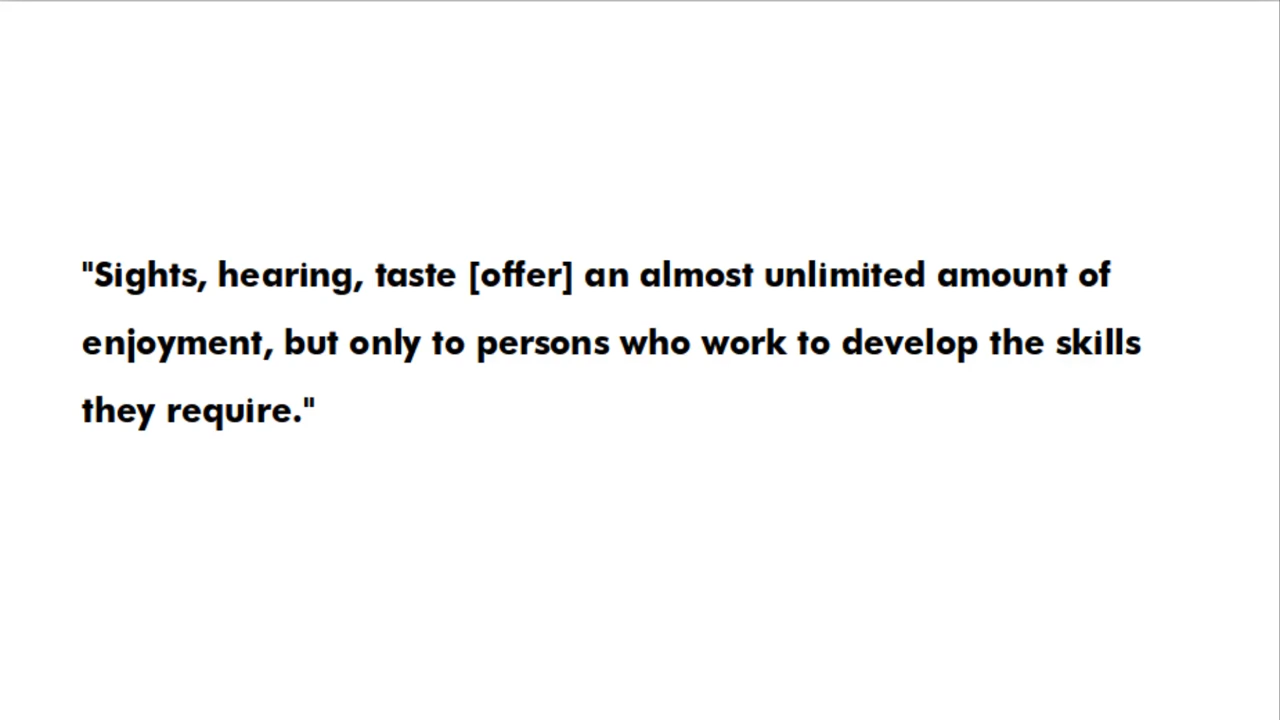 "Sights, hearing, taste [offer] an almost unlimited amount of
enjoyment, but only to persons who work to develop the skills
they require."